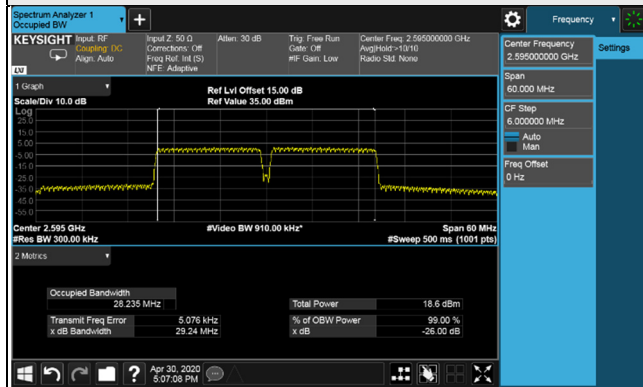 Spectrum Analyzer 1
Occupied BW
Frequency
KEYSIGHT
Input: RF
Coupling: DC
Align: Auto
Input Z: 50 Ω
Corrections: Off
Freq Ref: Int (S)
NFE: Adaptive
Atten: 30 dB
Trig: Free Run
Gate: Off
#IF Gain: Low
Center Freq: 2.595000000 GHz
Avg|Hold:>10/10
Radio Std: None
LXI
Center Frequency
2.595000000 GHz
Settings
Span
60.000 MHz
CF Step
6.000000 MHz
Auto
Man
Freq Offset
0 Hz
1 Graph
Scale/Div 10.0 dB
Ref Lvl Offset 15.00 dB
Ref Value 35.00 dBm
Log
25.0
15.0
5.00
-5.00
-15.0
-25.0
-35.0
-45.0
-55.0
Center 2.595 GHz
#Res BW 300.00 kHz
#Video BW 910.00 kHz*
Span 60 MHz
#Sweep 500 ms (1001 pts)
2 Metrics
Occupied Bandwidth
28.235 MHz
Total Power 18.6 dBm
Transmit Freq Error 5.076 kHz
% of OBW Power 99.00 %
x dB Bandwidth 29.24 MHz
x dB -26.00 dB
?
Apr 30, 2020
5:07:08 PM